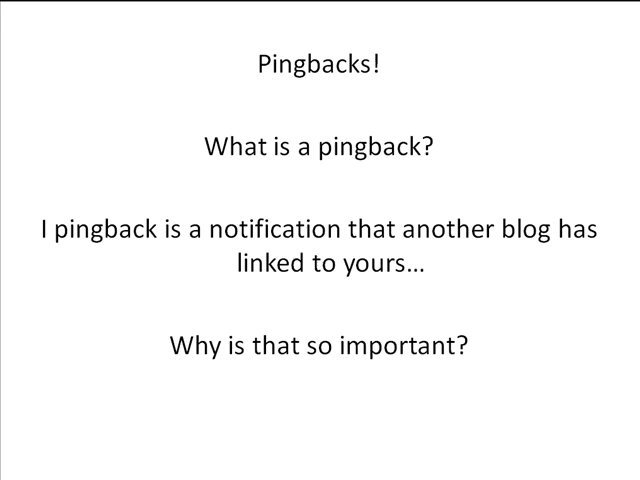 Pingbacks!
What is a pingback?
I pingback is a notification that another blog has
linked to yours...
Why is that so important?